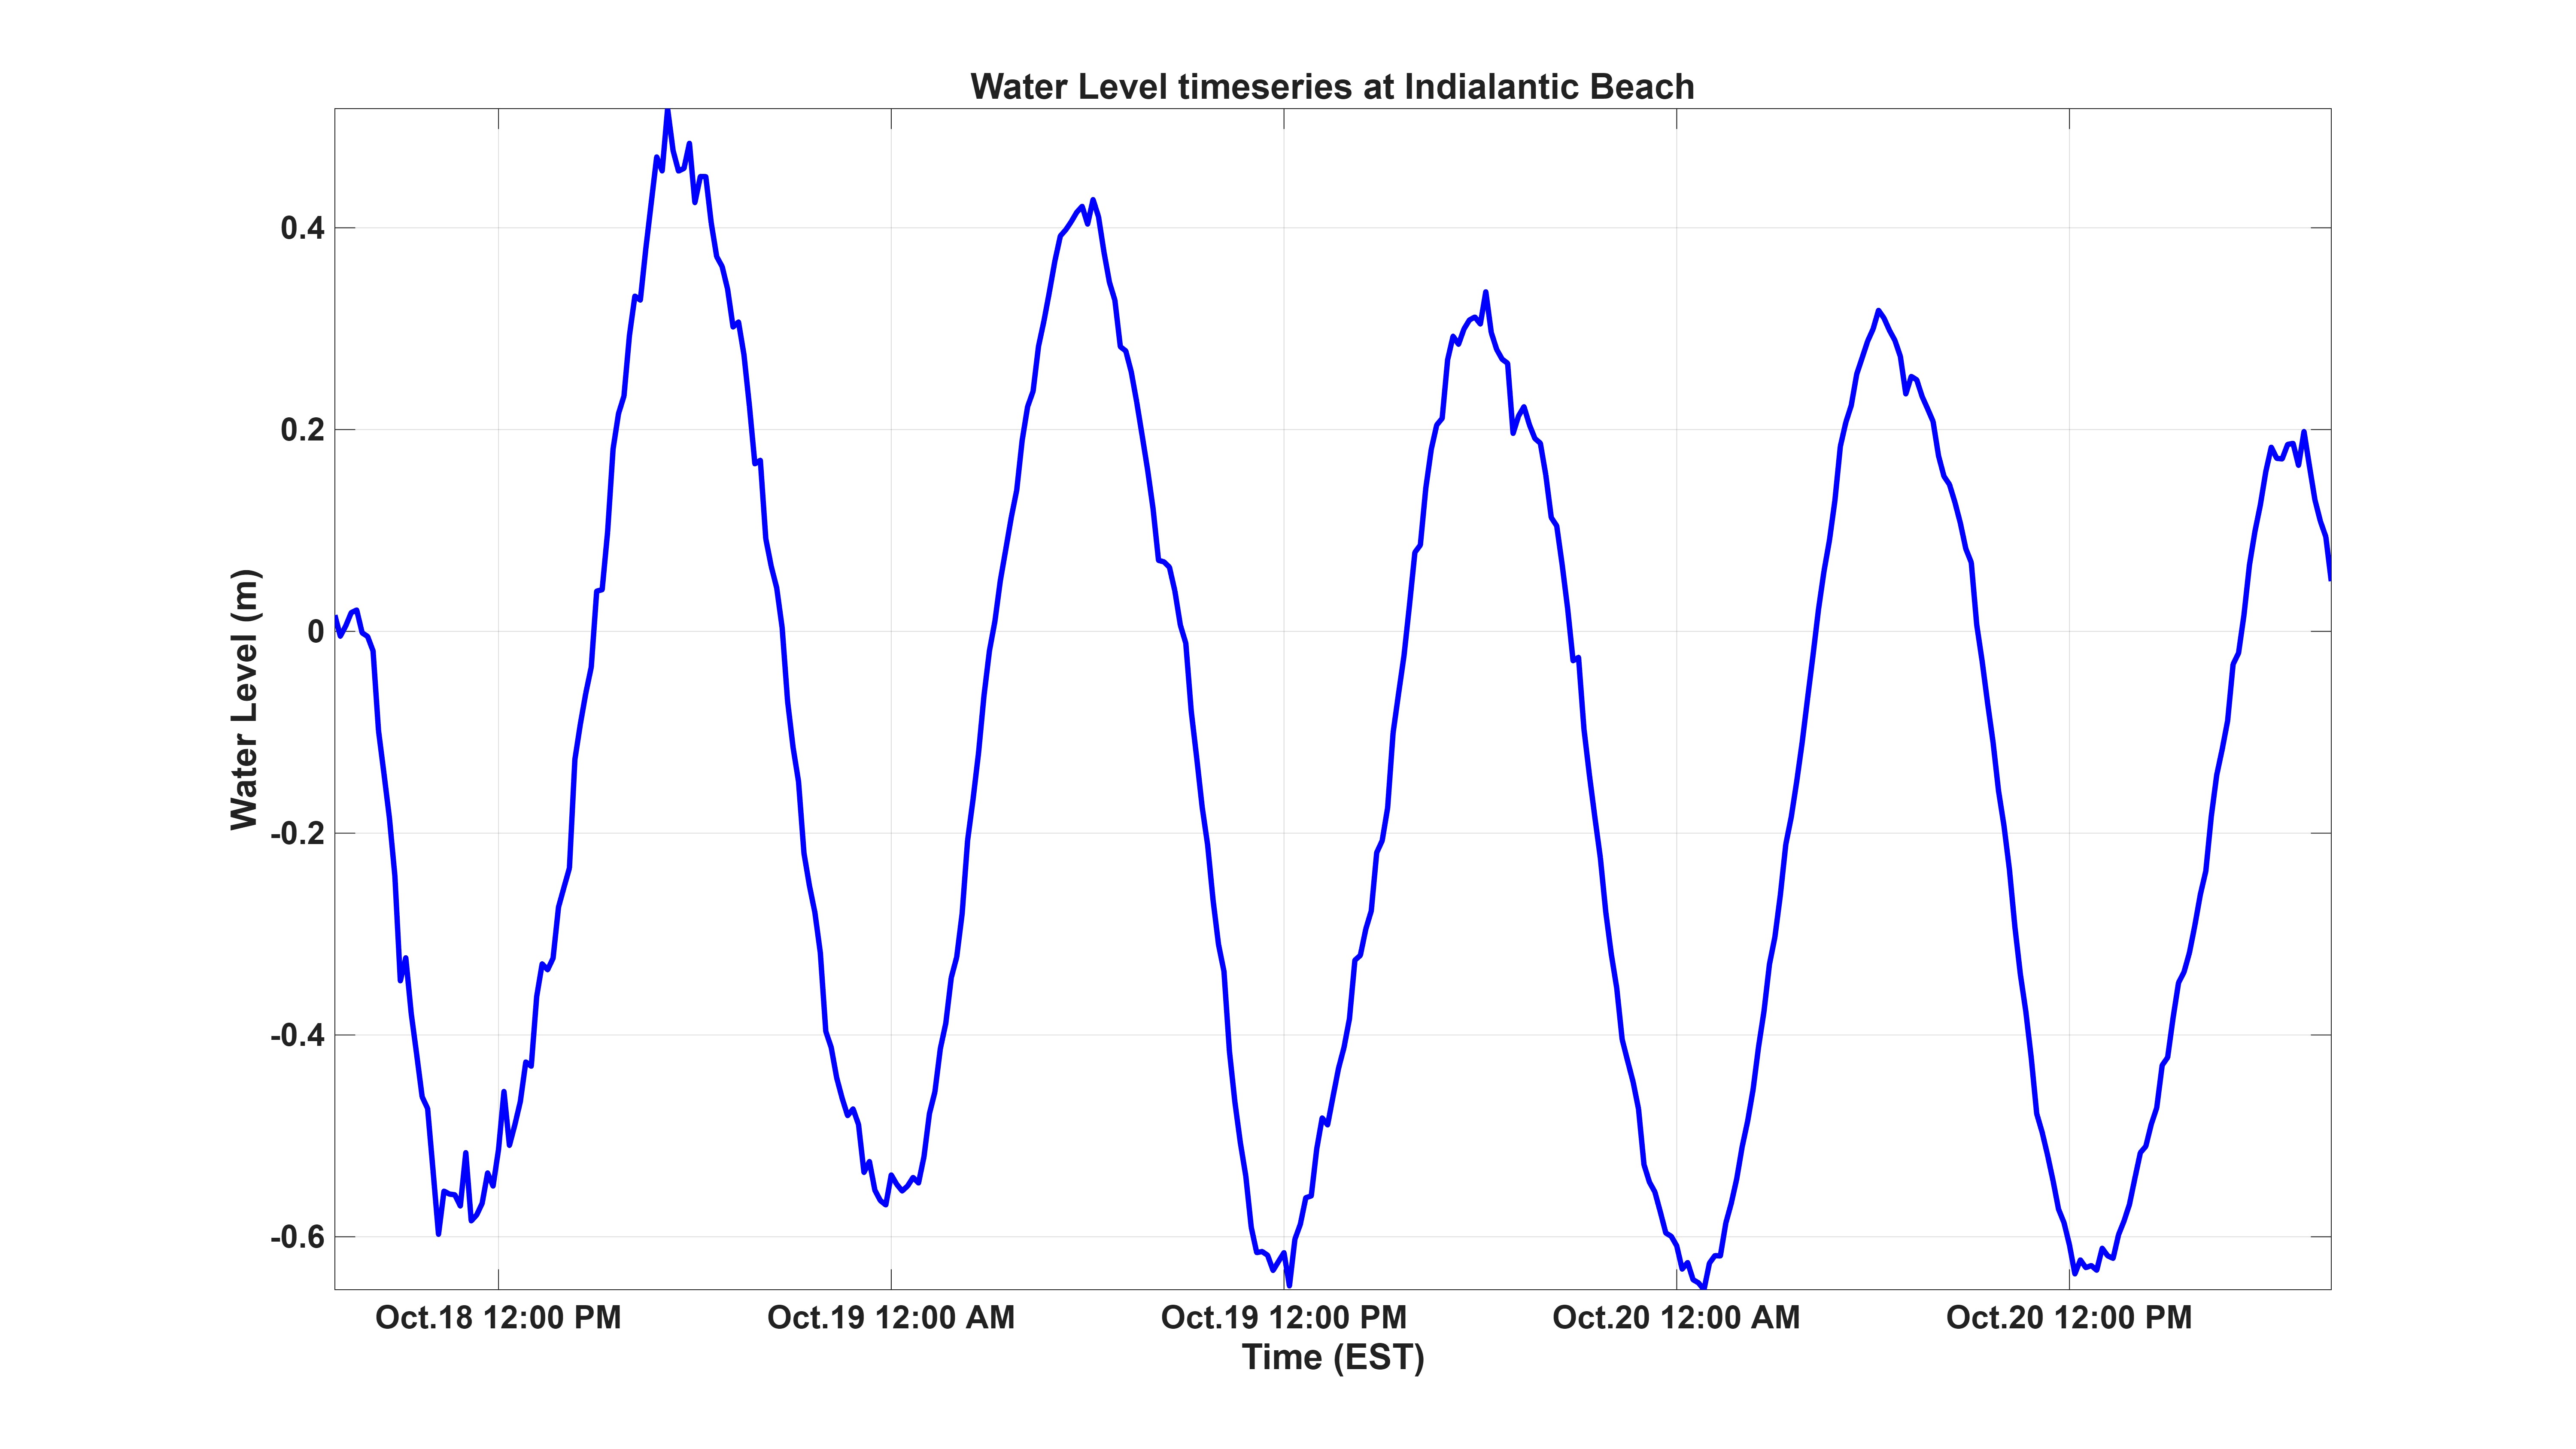 Water Level timeseries at Indialantic Beach
0.4
0.2
0
-0.2
-0.4
-0.6
Water Level (m)
Oct.18 12:00 PM Oct.19 12:00 AM Oct.19 12:00 PM Oct.20 12:00 AM Oct.20 12:00 PM
Time (EST)